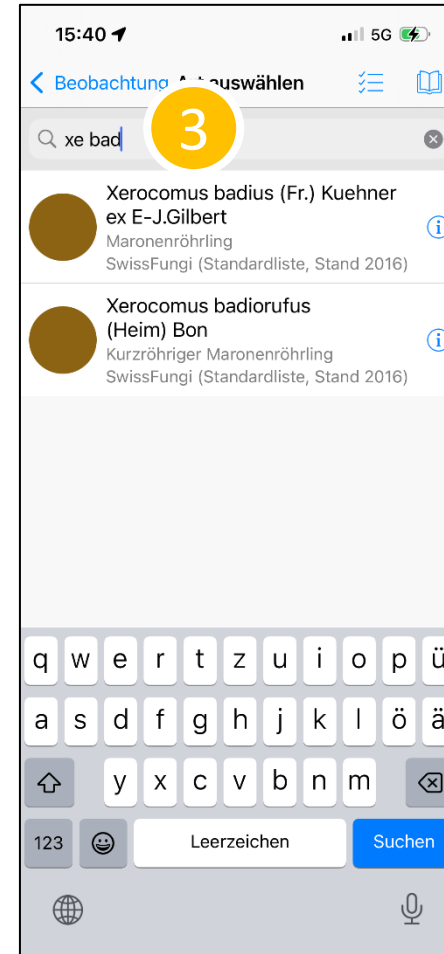 15:40 5G
Beobachtung auswählen
xe bad
3
Xerocomus badius (Fr.) Kuehner
ex E-J.Gilbert
Maronenröhrling
SwissFungi (Standardliste, Stand 2016)
Xerocomus badiorufus
(Heim) Bon
Kurzröhriger Maronenröhrling
SwissFungi (Standardliste, Stand 2016)
q w e r t z u i o p ü
a s d f g h j k l ö ä
y x c v b n m
123 Leerzeichen Suchen